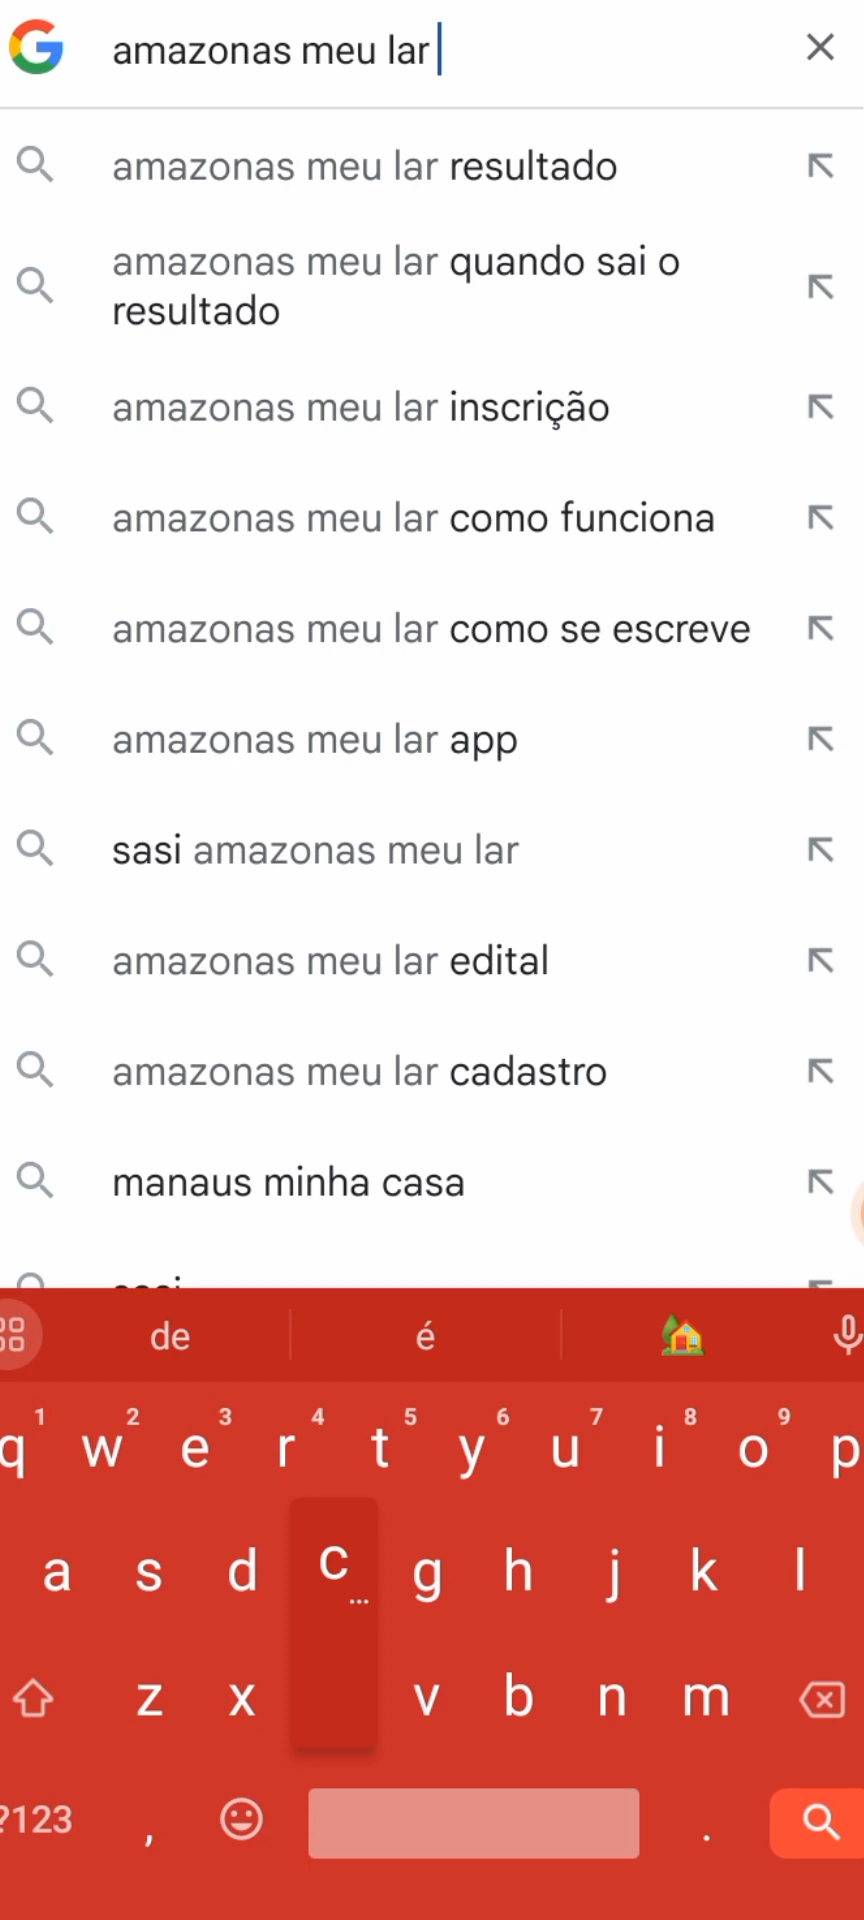 amazonas meu lar
amazonas meu lar resultado
amazonas meu lar quando sai o
resultado
amazonas meu lar inscrição
amazonas meu lar como funciona
amazonas meu lar como se escreve
amazonas meu lar app
sasi amazonas meu lar
amazonas meu lar edital
amazonas meu lar cadastro
manaus minha casa
de é
1 2 3 4 5 6 7 8 9
q w e r t y u i o p
a s d c... g h j k l
z x v b n m
?123 , .